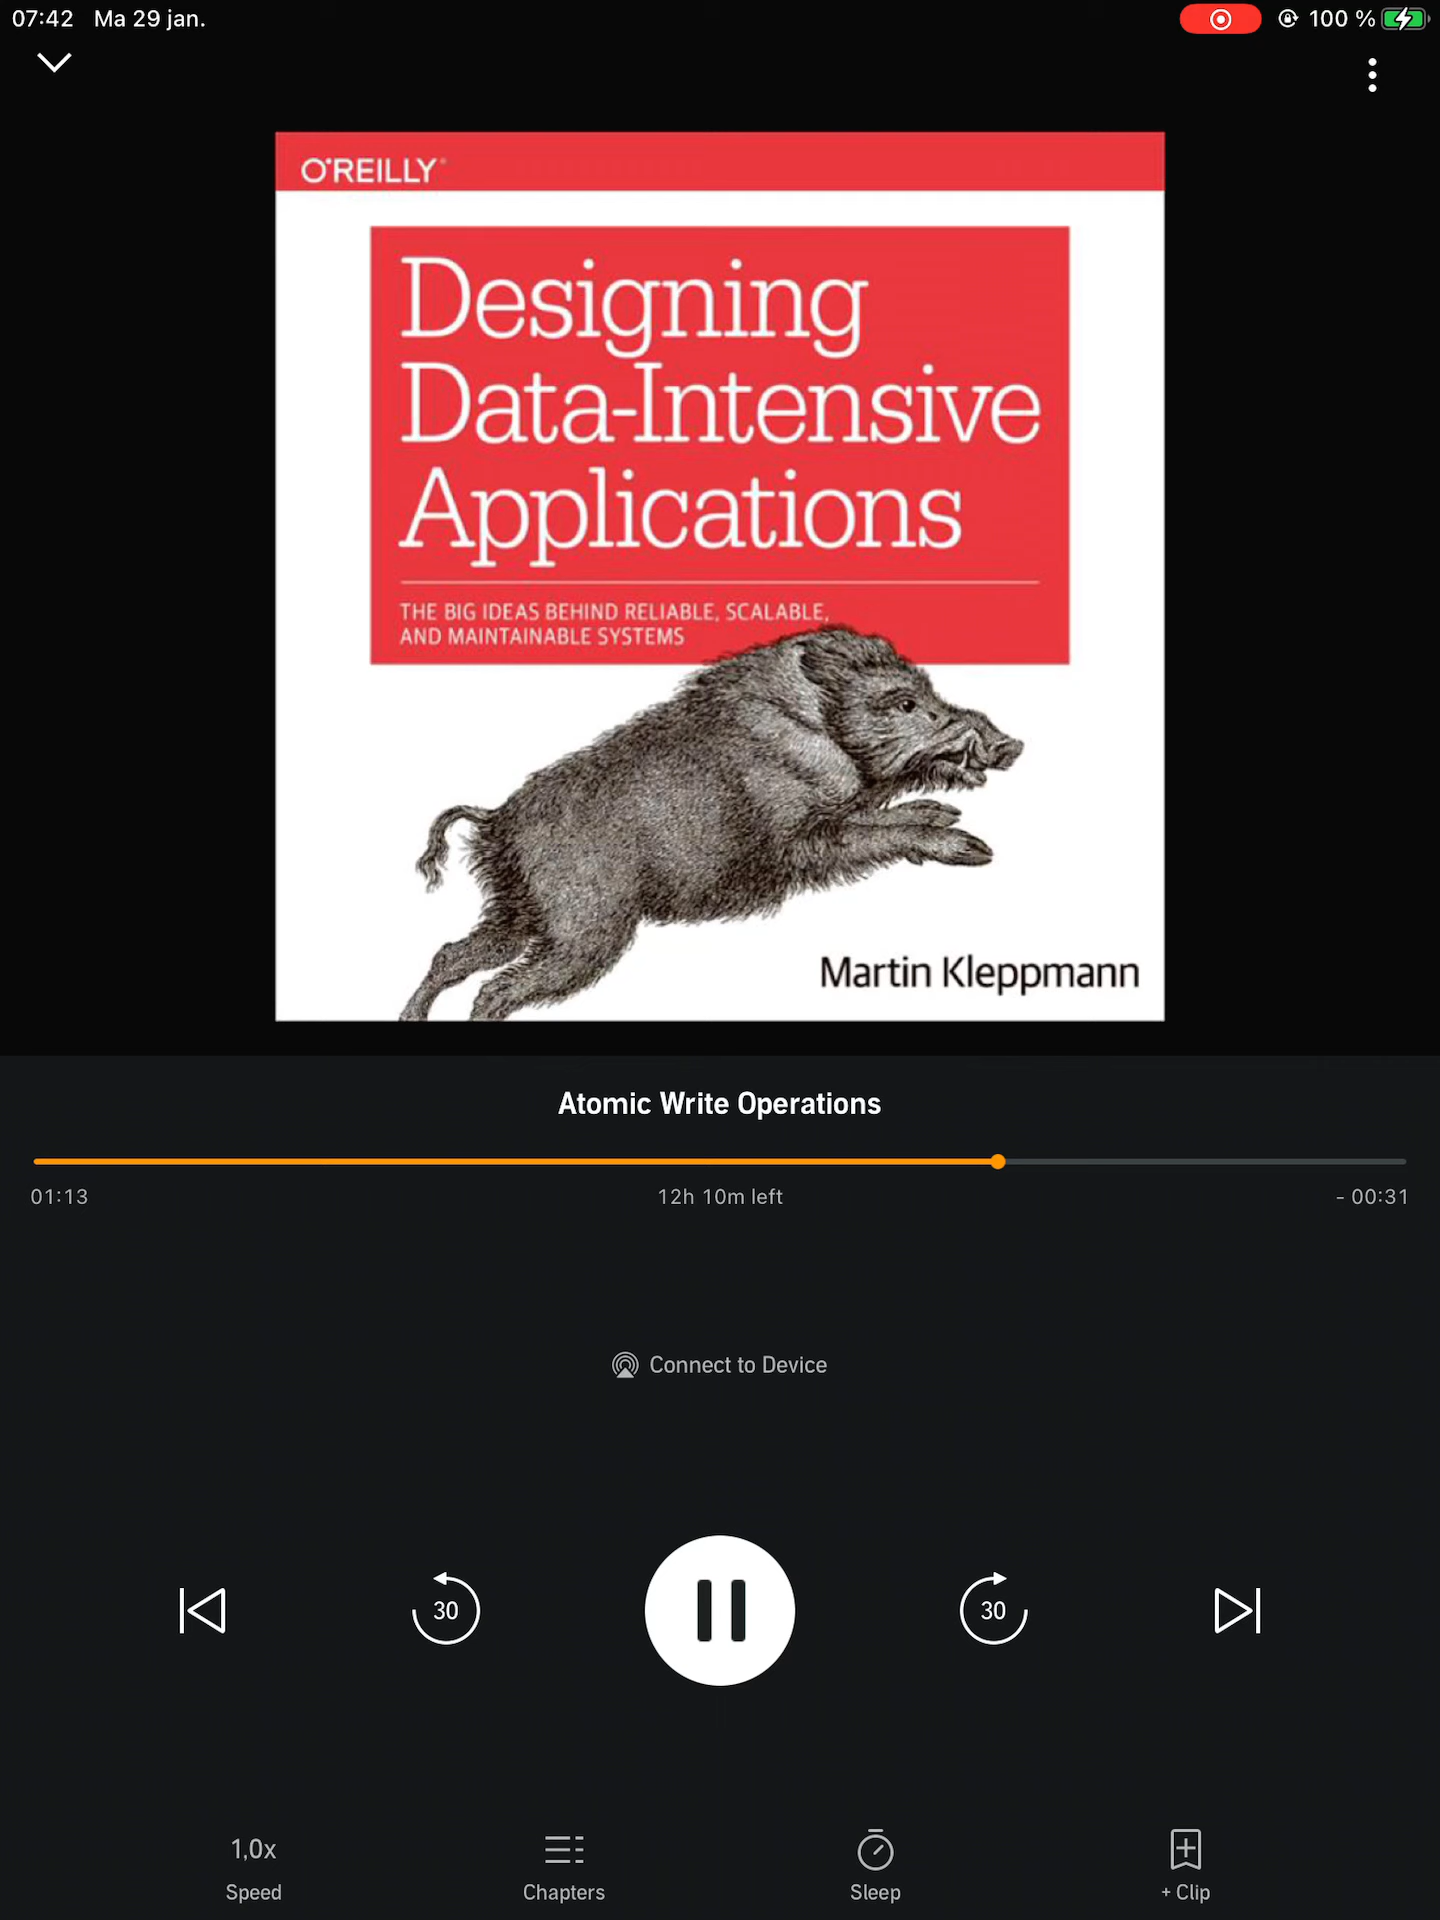 07:42 Ma 29 jan.
100 %
O'REILLY®
Designing
Data-Intensive
Applications
THE BIG IDEAS BEHIND RELIABLE, SCALABLE,
AND MAINTAINABLE SYSTEMS
Martin Kleppmann
Atomic Write Operations
01:13 12h 10m left - 00:31
Connect to Device
30 30
1,0x
Speed Chapters Sleep + Clip